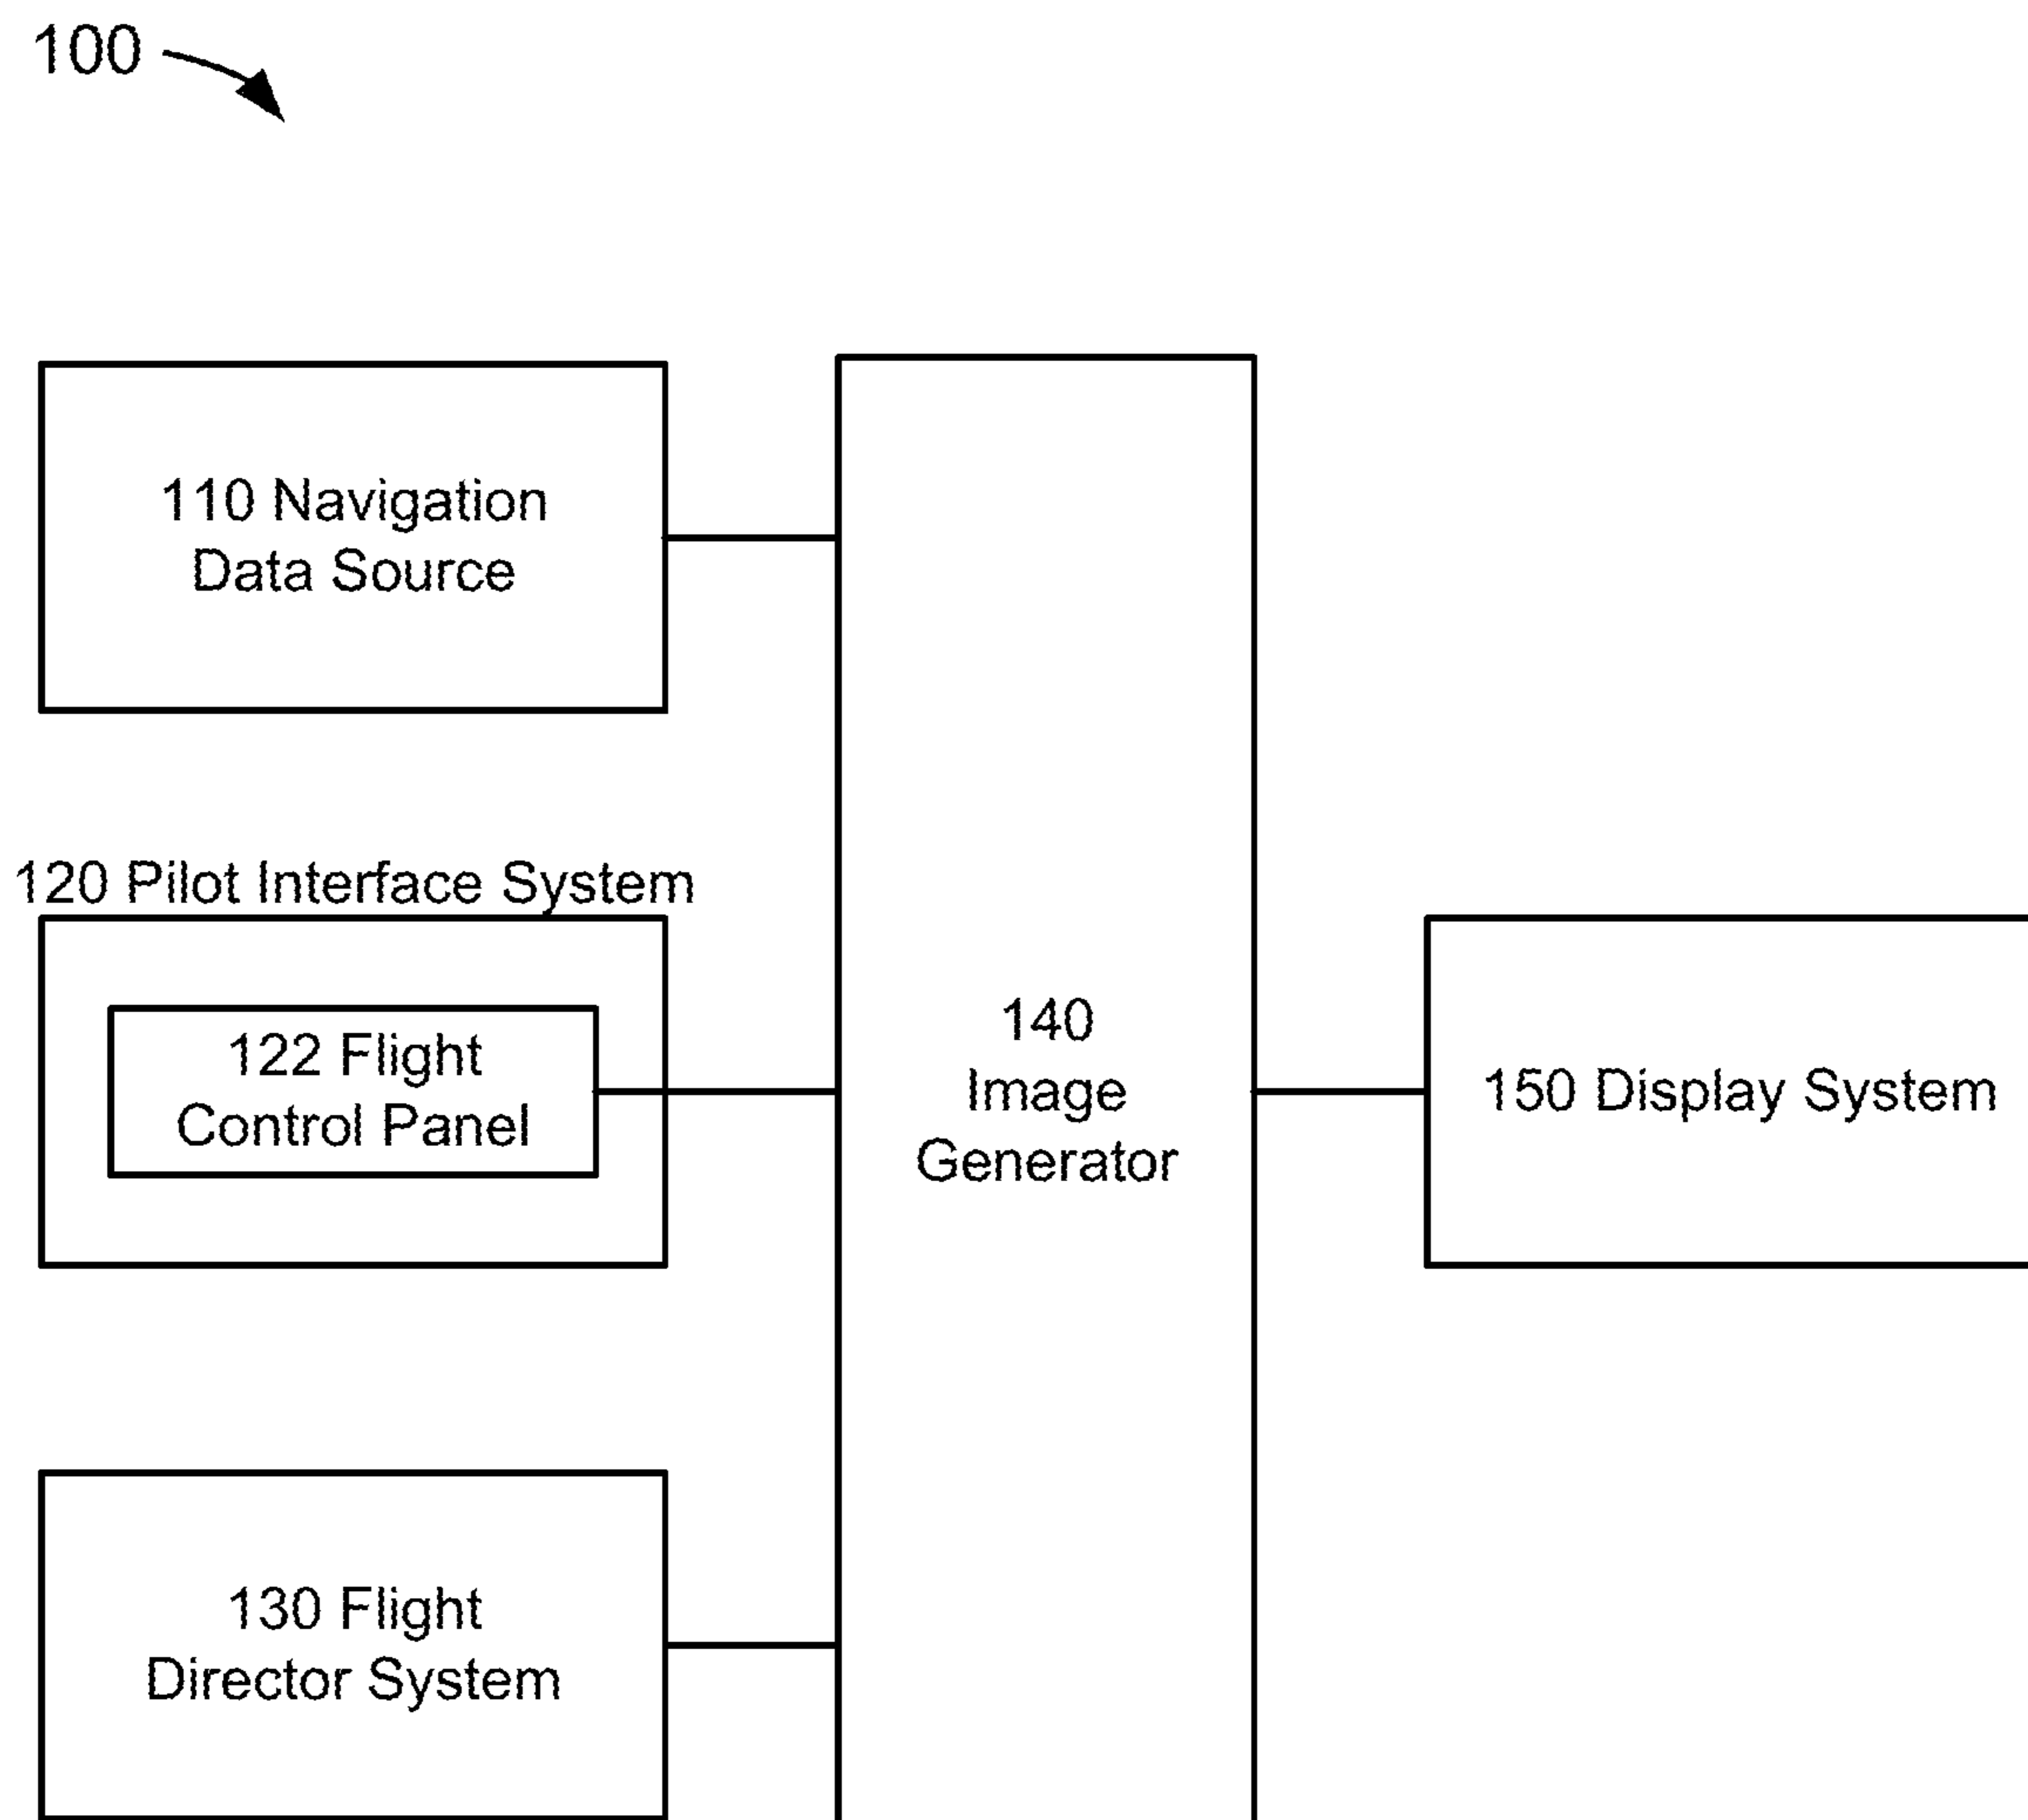 100
110 Navigation
Data Source
120 Pilot Interface System
122 Flight
Control Panel
130 Flight
Director System
140
Image
Generator
150 Display System